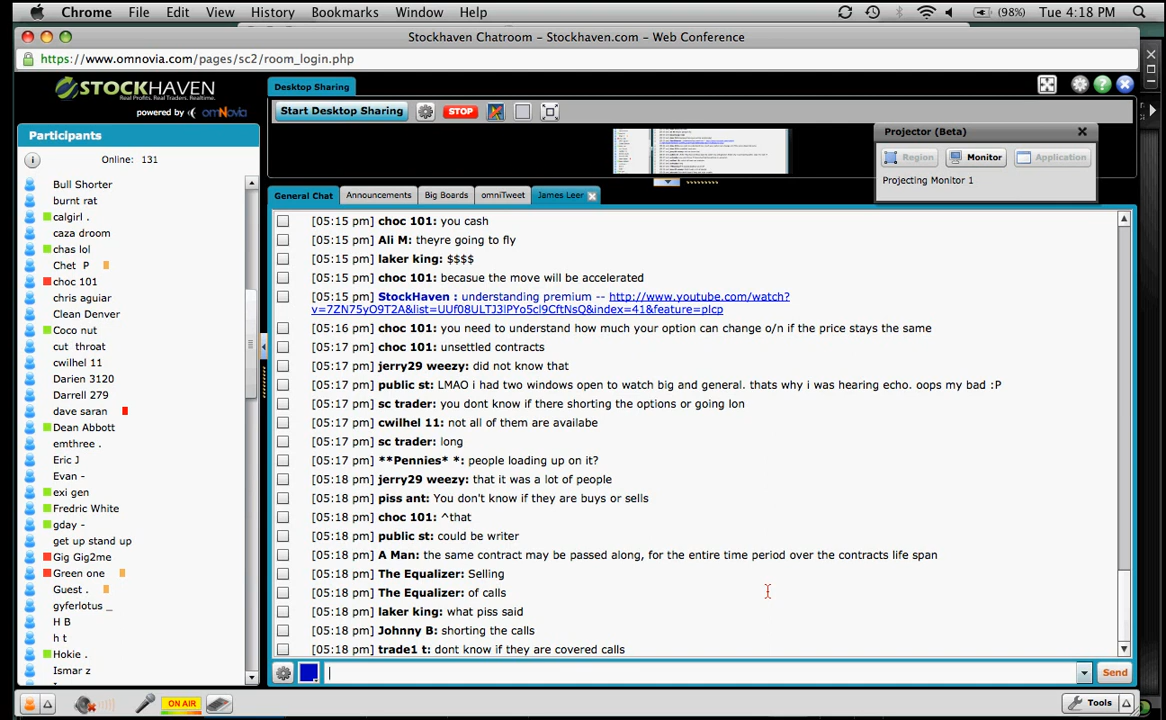 Chrome File Edit View History Bookmarks Window Help (98%) Tue 4:18 PM
Stockhaven Chatroom – Stockhaven.com – Web Conference
https://www.omnovia.com/pages/sc2/room_login.php
STOCKHAVEN
Real Profits. Real Traders. Realtime.
powered by omNovia
Participants
Online: 131
Bull Shorter
burnt rat
calgirl .
caza droom
chas lol
Chet P
choc 101
chris aguiar
Clean Denver
Coco nut
cut throat
cwilhel 11
Darien 3120
Darrell 279
dave saran
Dean Abbott
emthree .
Eric J
Evan -
exi gen
Fredric White
gday -
get up stand up
Gig Gig2me
Green one
Guest .
gyferlotus _
H B
h t
Hokie .
Ismar z
ON AIR
Desktop Sharing
Start Desktop Sharing STOP
Projector (Beta)
Region Monitor Application
Projecting Monitor 1
General Chat Announcements Big Boards omniTweet James Leer
[05:15 pm] choc 101: you cash
[05:15 pm] Ali M: theyre going to fly
[05:15 pm] laker king: $$$$
[05:15 pm] choc 101: becasue the move will be accelerated
[05:15 pm] StockHaven : understanding premium -- http://www.youtube.com/watch?
v=7ZN75yO9T2A&list=UUf08ULTJ3lPYo5cl9CftNsQ&index=41&feature=plcp
[05:16 pm] choc 101: you need to understand how much your option can change o/n if the price stays the same
[05:17 pm] choc 101: unsettled contracts
[05:17 pm] jerry29 weezy: did not know that
[05:17 pm] public st: LMAO i had two windows open to watch big and general. thats why i was hearing echo. oops my bad :P
[05:17 pm] sc trader: you dont know if there shorting the options or going lon
[05:17 pm] cwilhel 11: not all of them are availabe
[05:17 pm] sc trader: long
[05:17 pm] **Pennies* *: people loading up on it?
[05:18 pm] jerry29 weezy: that it was a lot of people
[05:18 pm] piss ant: You don't know if they are buys or sells
[05:18 pm] choc 101: ^that
[05:18 pm] public st: could be writer
[05:18 pm] A Man: the same contract may be passed along, for the entire time period over the contracts life span
[05:18 pm] The Equalizer: Selling
[05:18 pm] The Equalizer: of calls
[05:18 pm] laker king: what piss said
[05:18 pm] Johnny B: shorting the calls
[05:18 pm] trade1 t: dont know if they are covered calls
Send
Tools